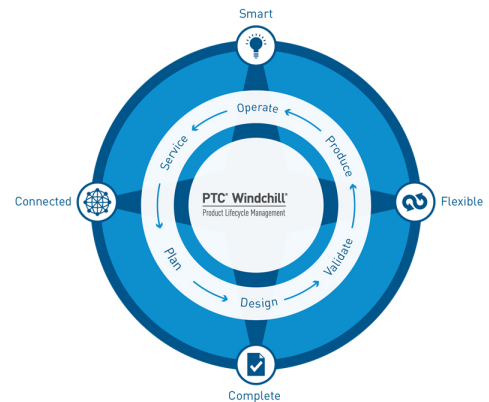 Smart
Operate
Service
Produce
PTC® Windchill®
Product Lifecycle Management
Connected
Flexible
Plan
Validate
Design
Complete